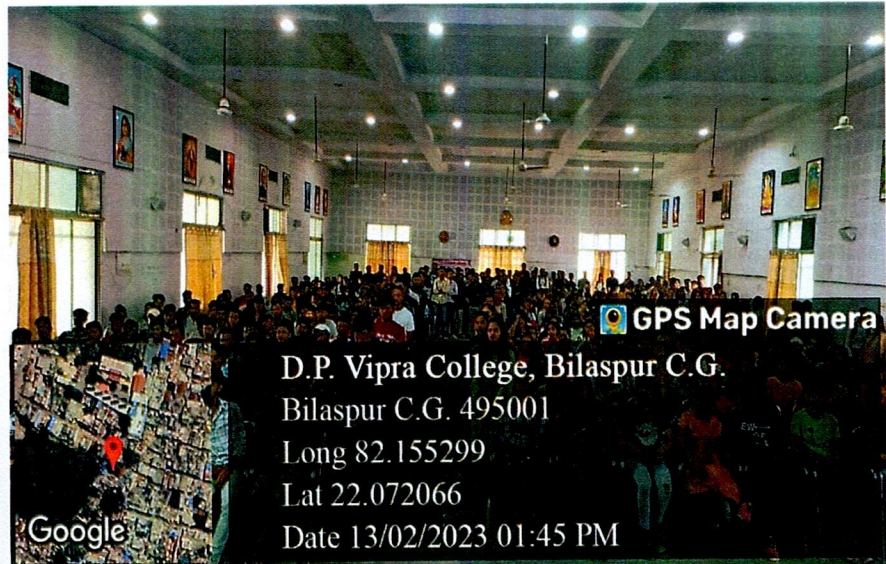 GPS Map Camera
D.P. Vipra College, Bilaspur C.G.
Bilaspur C.G. 495001
Long 82.155299
Lat 22.072066
Date 13/02/2023 01:45 PM
Google